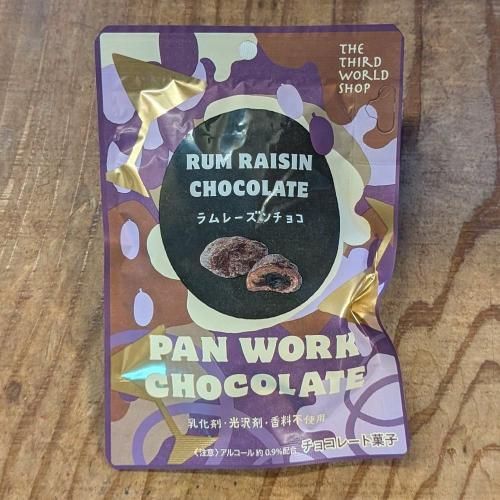 THE
THIRD
WORLD
SHOP
RUM RAISIN
CHOCOLATE
ラムレーズンチョコ
PAN WORK
CHOCOLATE
乳化剤・光沢剤・香料不使用
《注意》アルコール 約0.9%配合
チョコレート菓子